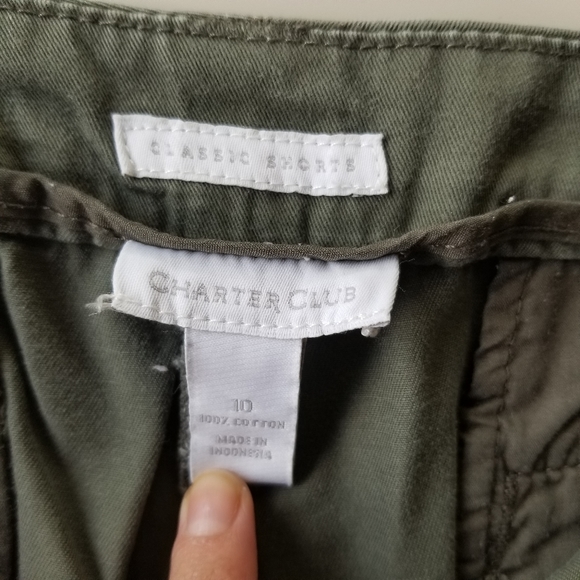 CLASSIC SHORTS
CHARTER CLUB
10
100% COTTON
MADE IN
INDONESIA